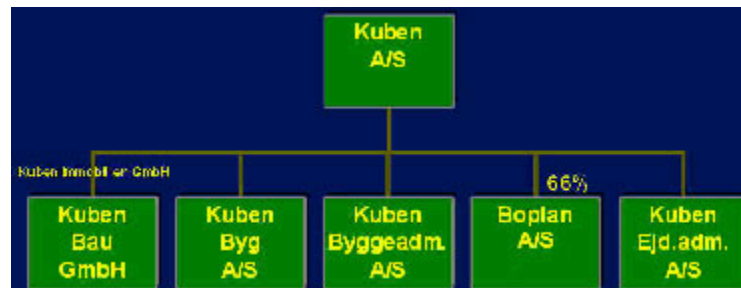 Kuben
A/S
Kuben Immobilien GmbH
66%
Kuben
Bau
GmbH
Kuben
Byg
A/S
Kuben
Byggeadm.
A/S
Boplan
A/S
Kuben
Ejd.adm.
A/S